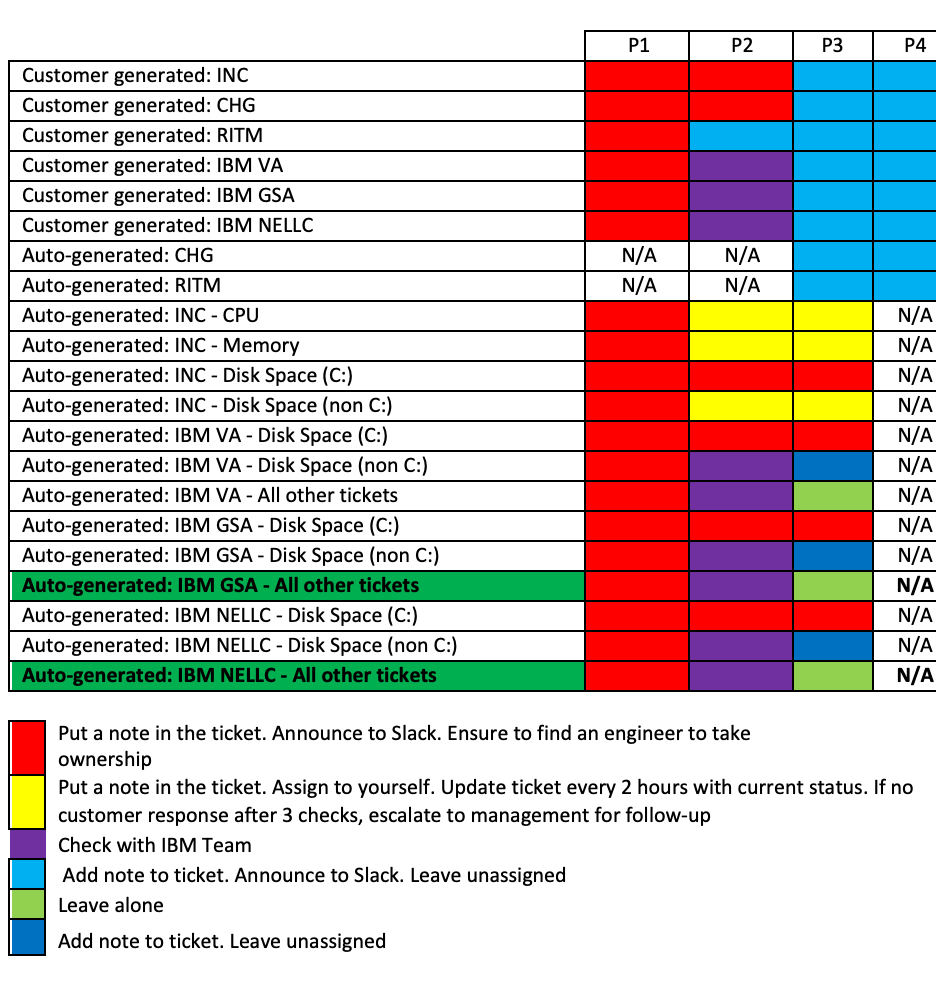 P1 P2 P3 P4
Customer generated: INC
Customer generated: CHG
Customer generated: RITM
Customer generated: IBM VA
Customer generated: IBM GSA
Customer generated: IBM NELLC
Auto-generated: CHG N/A N/A
Auto-generated: RITM N/A N/A
Auto-generated: INC - CPU N/A
Auto-generated: INC - Memory N/A
Auto-generated: INC - Disk Space (C:) N/A
Auto-generated: INC - Disk Space (non C:) N/A
Auto-generated: IBM VA - Disk Space (C:) N/A
Auto-generated: IBM VA - Disk Space (non C:) N/A
Auto-generated: IBM VA - All other tickets N/A
Auto-generated: IBM GSA - Disk Space (C:) N/A
Auto-generated: IBM GSA - Disk Space (non C:) N/A
Auto-generated: IBM GSA - All other tickets N/A
Auto-generated: IBM NELLC - Disk Space (C:) N/A
Auto-generated: IBM NELLC - Disk Space (non C:) N/A
Auto-generated: IBM NELLC - All other tickets N/A
Put a note in the ticket. Announce to Slack. Ensure to find an engineer to take
ownership
Put a note in the ticket. Assign to yourself. Update ticket every 2 hours with current status. If no
customer response after 3 checks, escalate to management for follow-up
Check with IBM Team
Add note to ticket. Announce to Slack. Leave unassigned
Leave alone
Add note to ticket. Leave unassigned